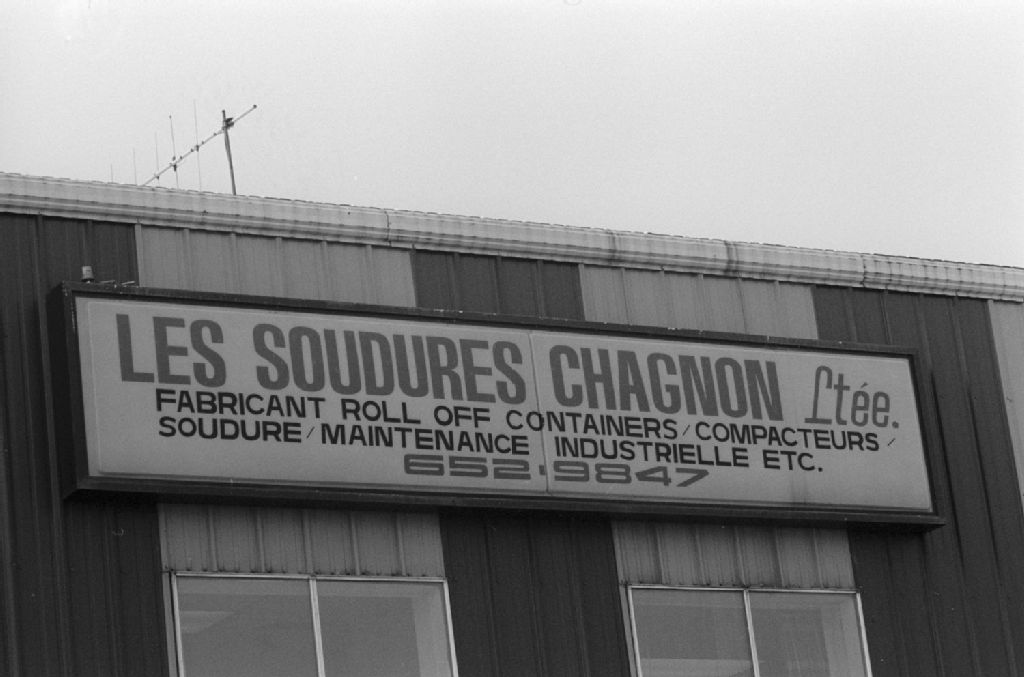 LES SOUDURES CHAGNON Ltée.
FABRICANT ROLL OFF CONTAINERS/COMPACTEURS/
SOUDURE/MAINTENANCE INDUSTRIELLE ETC.
652-9847